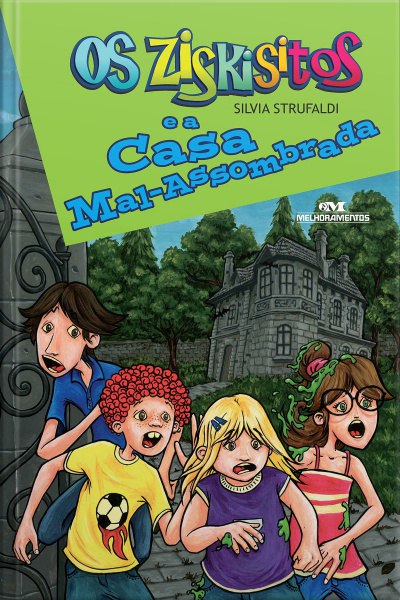 OS ZiSKiSitOS
SILVIA STRUFALDI
e a
Casa
Mal-Assombrada
MELHORAMENTOS